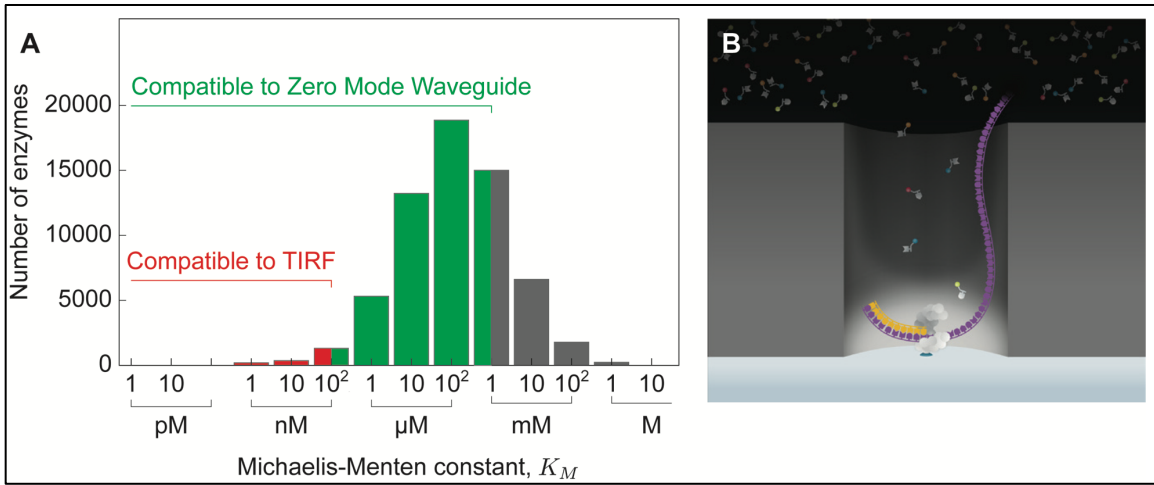 A
B
Compatible to Zero Mode Waveguide
Compatible to TIRF
Number of enzymes
20000
15000
10000
5000
0
1 10 1 10 10² 1 10 10² 1 10 10² 1 10
pM nM µM mM M
Michaelis-Menten constant, K_M